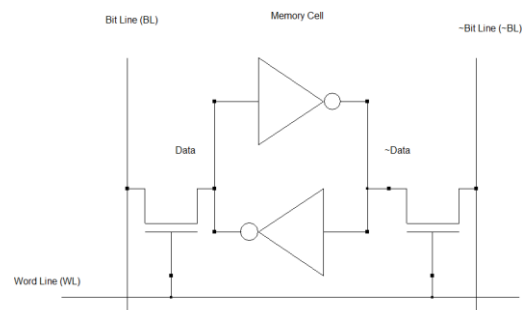 Bit Line (BL)
Memory Cell
~Bit Line (~BL)
Data
~Data
Word Line (WL)